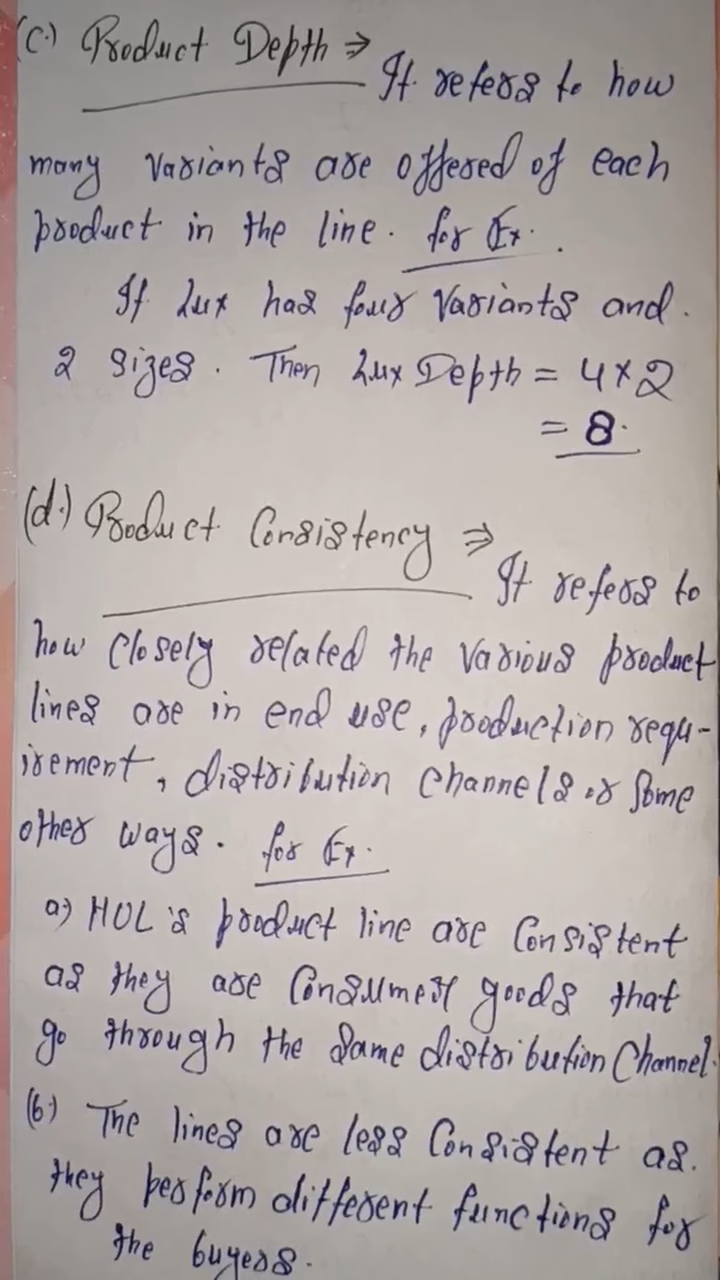 (c.) Product Depth ⇒
It refers to how
many variants are offered of each
product in the line. for Ex.
If Lux has four Variants and.
2 sizes. Then Lux Depth = 4 × 2
= 8.
(d.) Product Consistency ⇒
It refers to
how closely related the various product
lines are in end use, production requ-
irement, distribution channels or some
other ways. for Ex.
a) HUL's product line are Consistent
as they are Consumer goods that
go through the same distribution Channel.
(b.) The lines are less Consistent as.
they perform different functions for
the buyers.